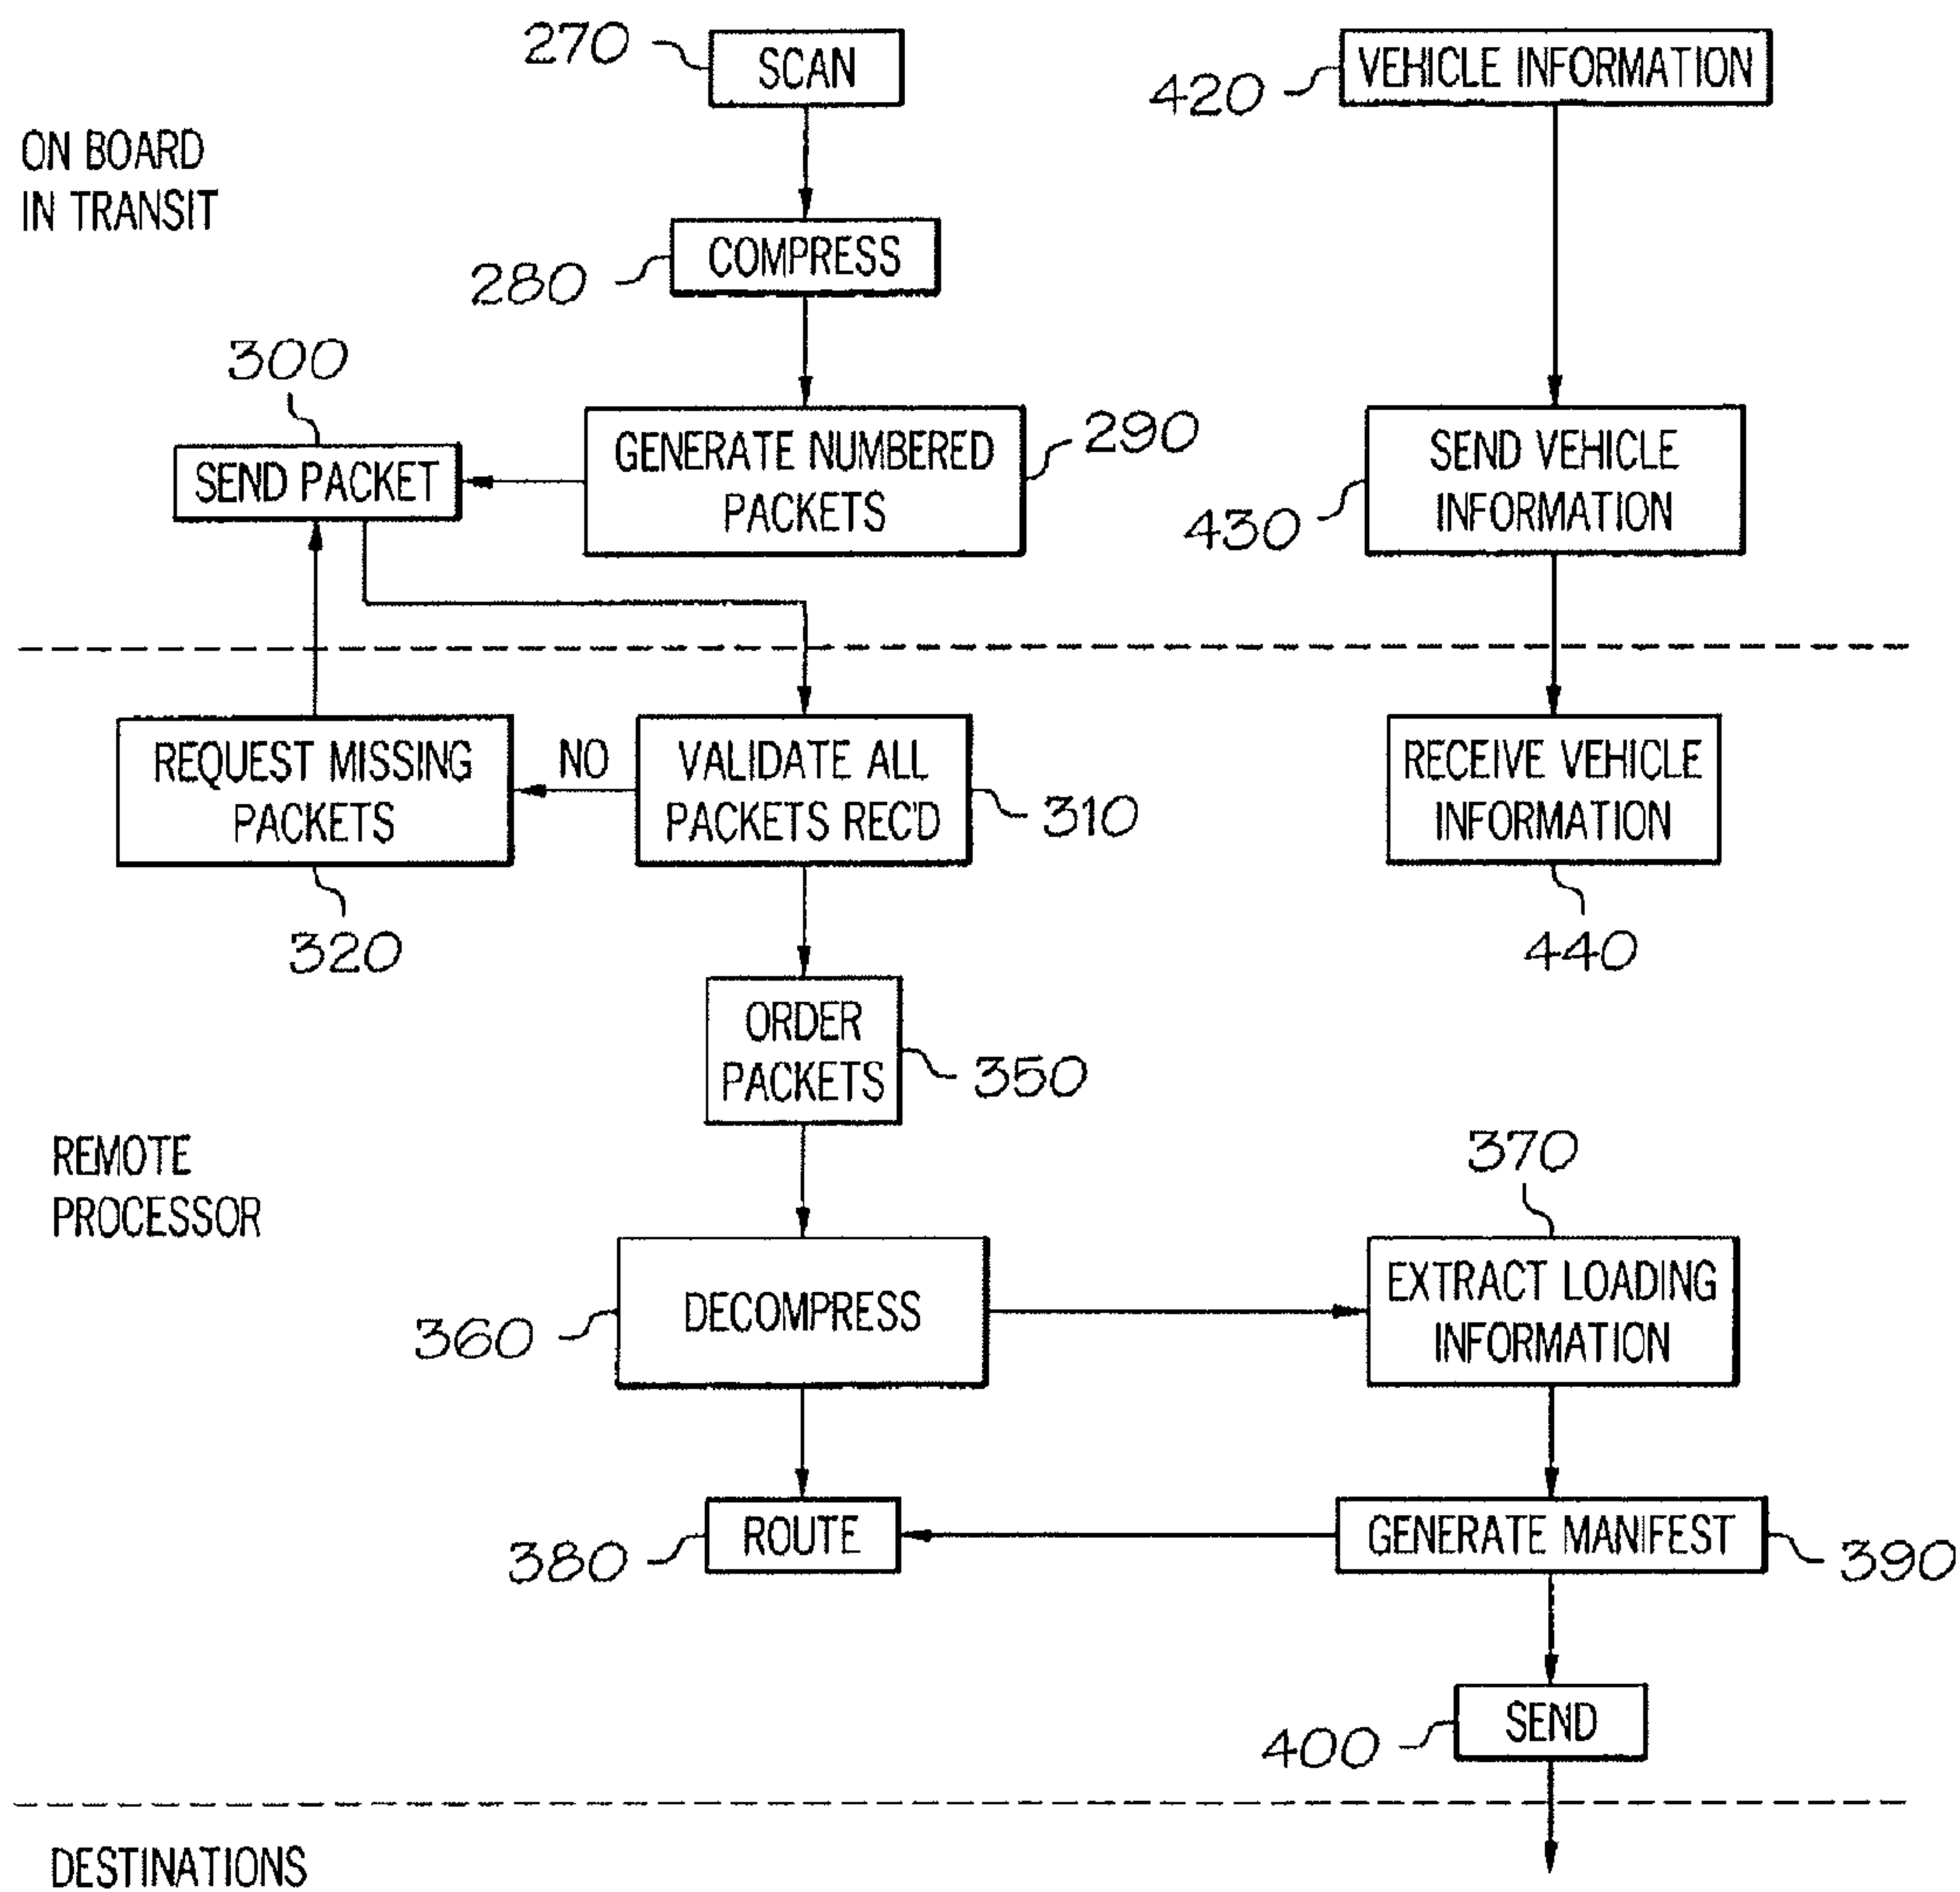 270
SCAN
VEHICLE INFORMATION
420
ON BOARD
IN TRANSIT
COMPRESS
280
300
GENERATE NUMBERED
PACKETS
290
SEND PACKET
SEND VEHICLE
INFORMATION
430
REQUEST MISSING
PACKETS
NO
VALIDATE ALL
PACKETS REC'D
310
RECEIVE VEHICLE
INFORMATION
320
440
ORDER
PACKETS
350
REMOTE
PROCESSOR
370
DECOMPRESS
360
EXTRACT LOADING
INFORMATION
ROUTE
380
GENERATE MANIFEST
390
SEND
400
DESTINATIONS